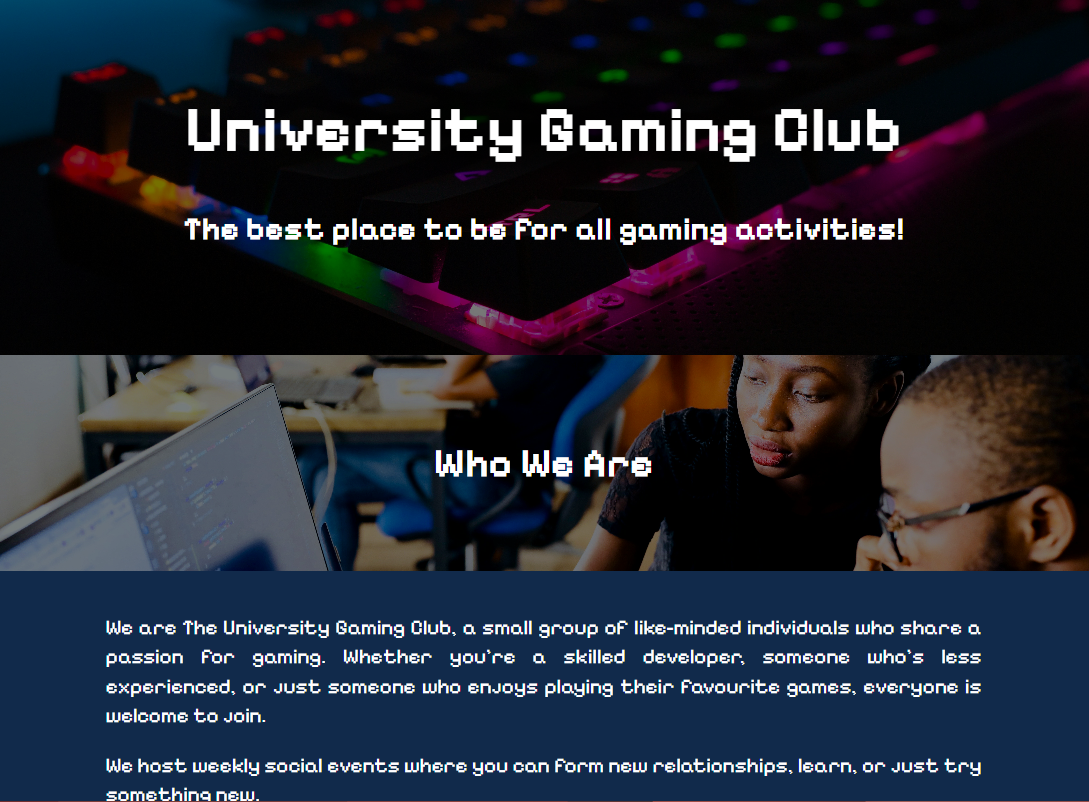 University Gaming Club
The best place to be for all gaming activities!
Who We Are
We are The University Gaming Club, a small group of like-minded individuals who share a
passion for gaming. Whether you're a skilled developer, someone who's less
experienced, or just someone who enjoys playing their favourite games, everyone is
welcome to join.
We host weekly social events where you can form new relationships, learn, or just try
something new.